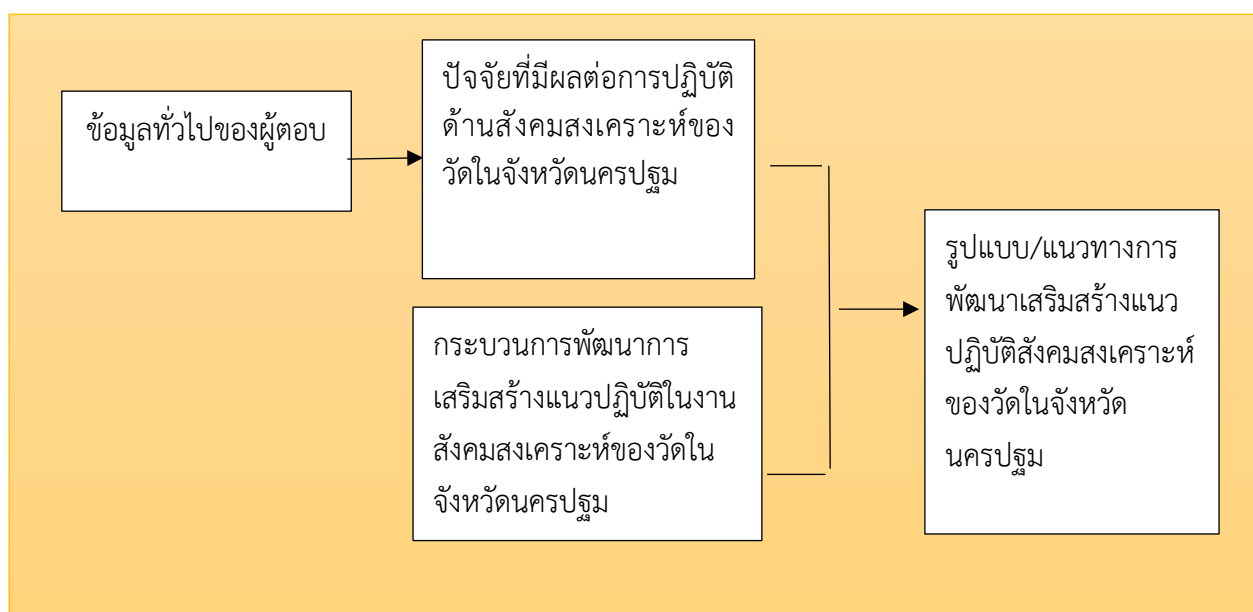 ข้อมูลทั่วไปของผู้ตอบ
ปัจจัยที่มีผลต่อการปฏิบัติ
ด้านสังคมสงเคราะห์ของ
วัดในจังหวัดนครปฐม
กระบวนการพัฒนาการ
เสริมสร้างแนวปฏิบัติในงาน
สังคมสงเคราะห์ของวัดใน
จังหวัดนครปฐม
รูปแบบ/แนวทางการ
พัฒนาเสริมสร้างแนว
ปฏิบัติสังคมสงเคราะห์
ของวัดในจังหวัด
นครปฐม